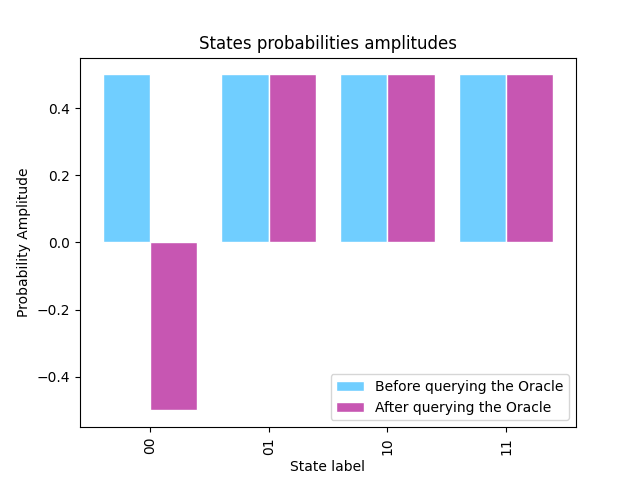 States probabilities amplitudes
Probability Amplitude
0.4
0.2
0.0
−0.2
−0.4
Before querying the Oracle
After querying the Oracle
00
01
10
11
State label